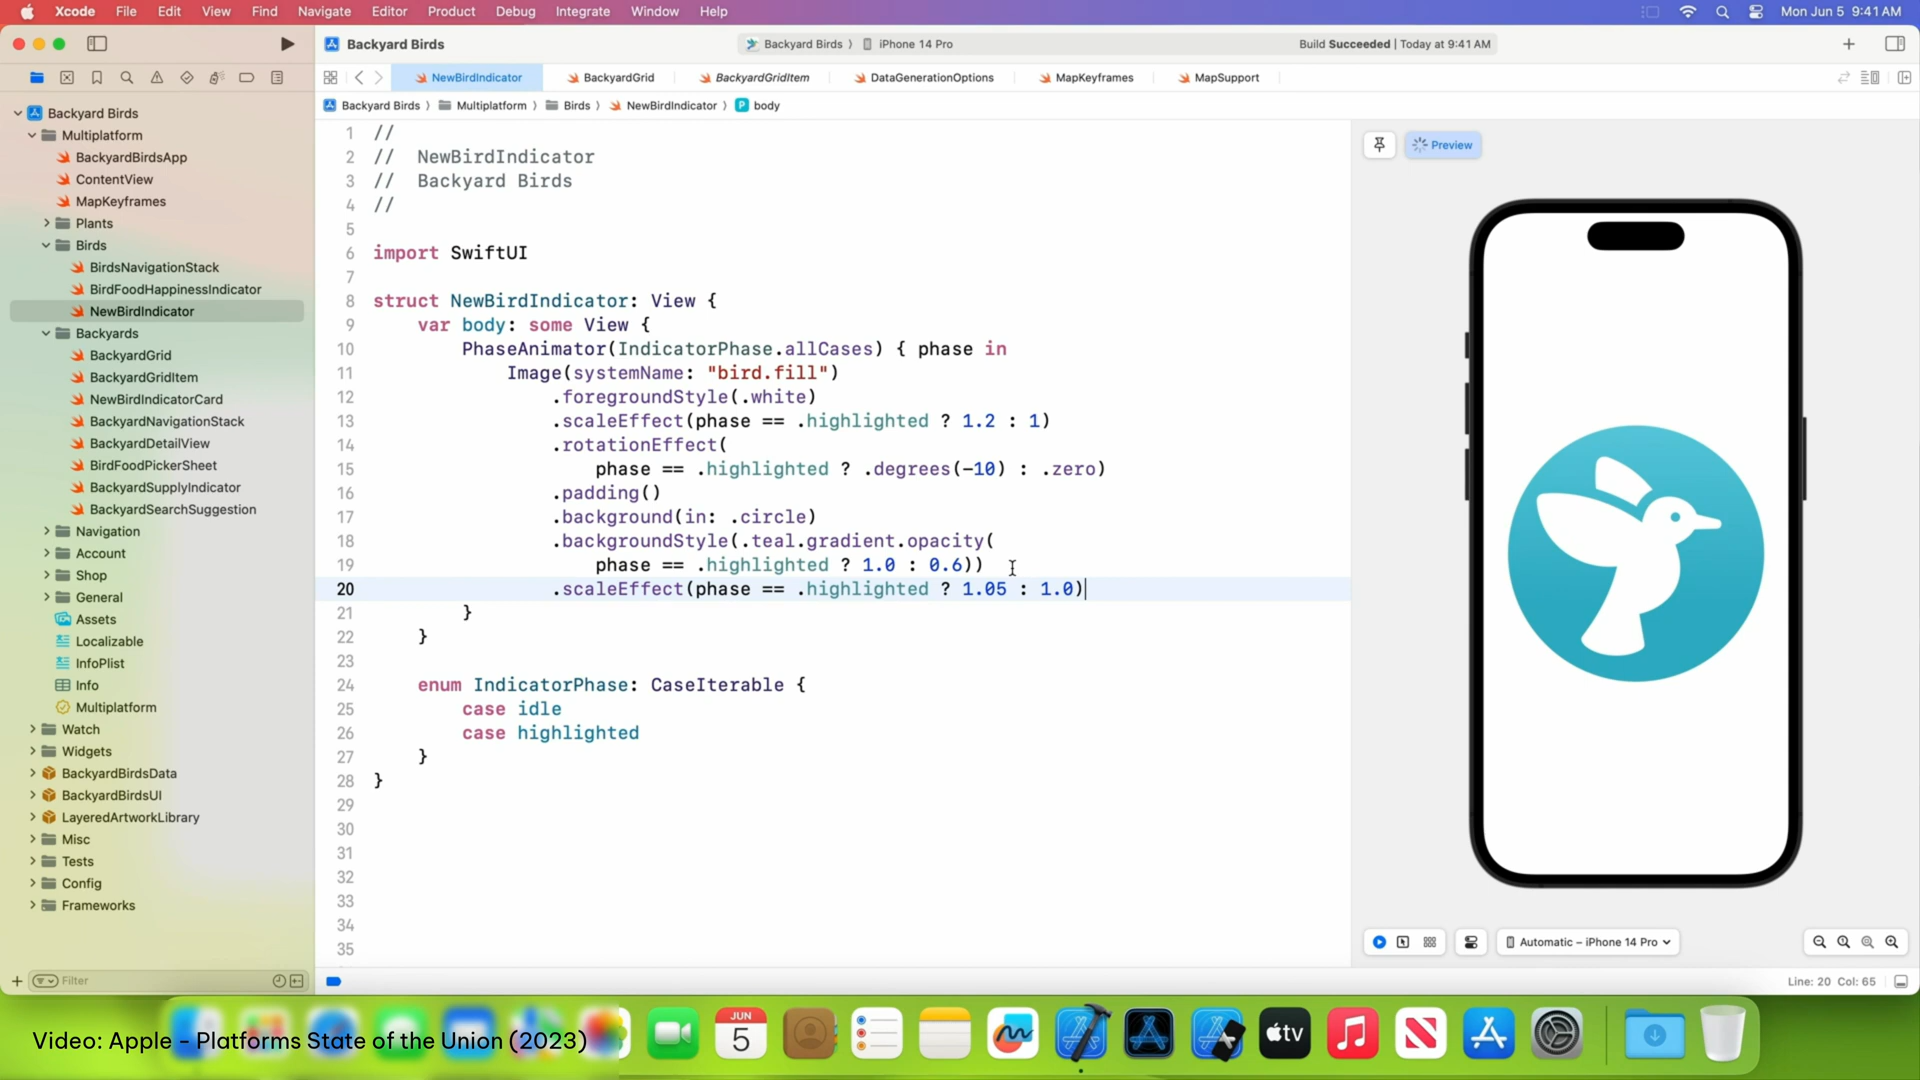 Xcode File Edit View Find Navigate Editor Product Debug Integrate Window Help Mon Jun 5 9:41 AM
Backyard Birds Backyard Birds iPhone 14 Pro Build Succeeded | Today at 9:41 AM
NewBirdIndicator BackyardGrid BackyardGridItem DataGenerationOptions MapKeyframes MapSupport
Backyard Birds Multiplatform Birds NewBirdIndicator P body
Backyard Birds
Multiplatform
BackyardBirdsApp
ContentView
MapKeyframes
Plants
Birds
BirdsNavigationStack
BirdFoodHappinessIndicator
NewBirdIndicator
Backyards
BackyardGrid
BackyardGridItem
NewBirdIndicatorCard
BackyardNavigationStack
BackyardDetailView
BirdFoodPickerSheet
BackyardSupplyIndicator
BackyardSearchSuggestion
Navigation
Account
Shop
General
Assets
Localizable
InfoPlist
Info
Multiplatform
Watch
Widgets
BackyardBirdsData
BackyardBirdsUI
LayeredArtworkLibrary
Misc
Tests
Config
Frameworks
Filter
1 //
2 // NewBirdIndicator
3 // Backyard Birds
4 //
5
6 import SwiftUI
7
8 struct NewBirdIndicator: View {
9 var body: some View {
10 PhaseAnimator(IndicatorPhase.allCases) { phase in
11 Image(systemName: "bird.fill")
12 .foregroundStyle(.white)
13 .scaleEffect(phase == .highlighted ? 1.2 : 1)
14 .rotationEffect(
15 phase == .highlighted ? .degrees(-10) : .zero)
16 .padding()
17 .background(in: .circle)
18 .backgroundStyle(.teal.gradient.opacity(
19 phase == .highlighted ? 1.0 : 0.6))
20 .scaleEffect(phase == .highlighted ? 1.05 : 1.0)
21 }
22 }
23
24 enum IndicatorPhase: CaseIterable {
25 case idle
26 case highlighted
27 }
28 }
29
30
31
32
33
34
35
Preview
Automatic – iPhone 14 Pro
Line: 20 Col: 65
JUN
5
tv
Video: Apple - Platforms State of the Union (2023)